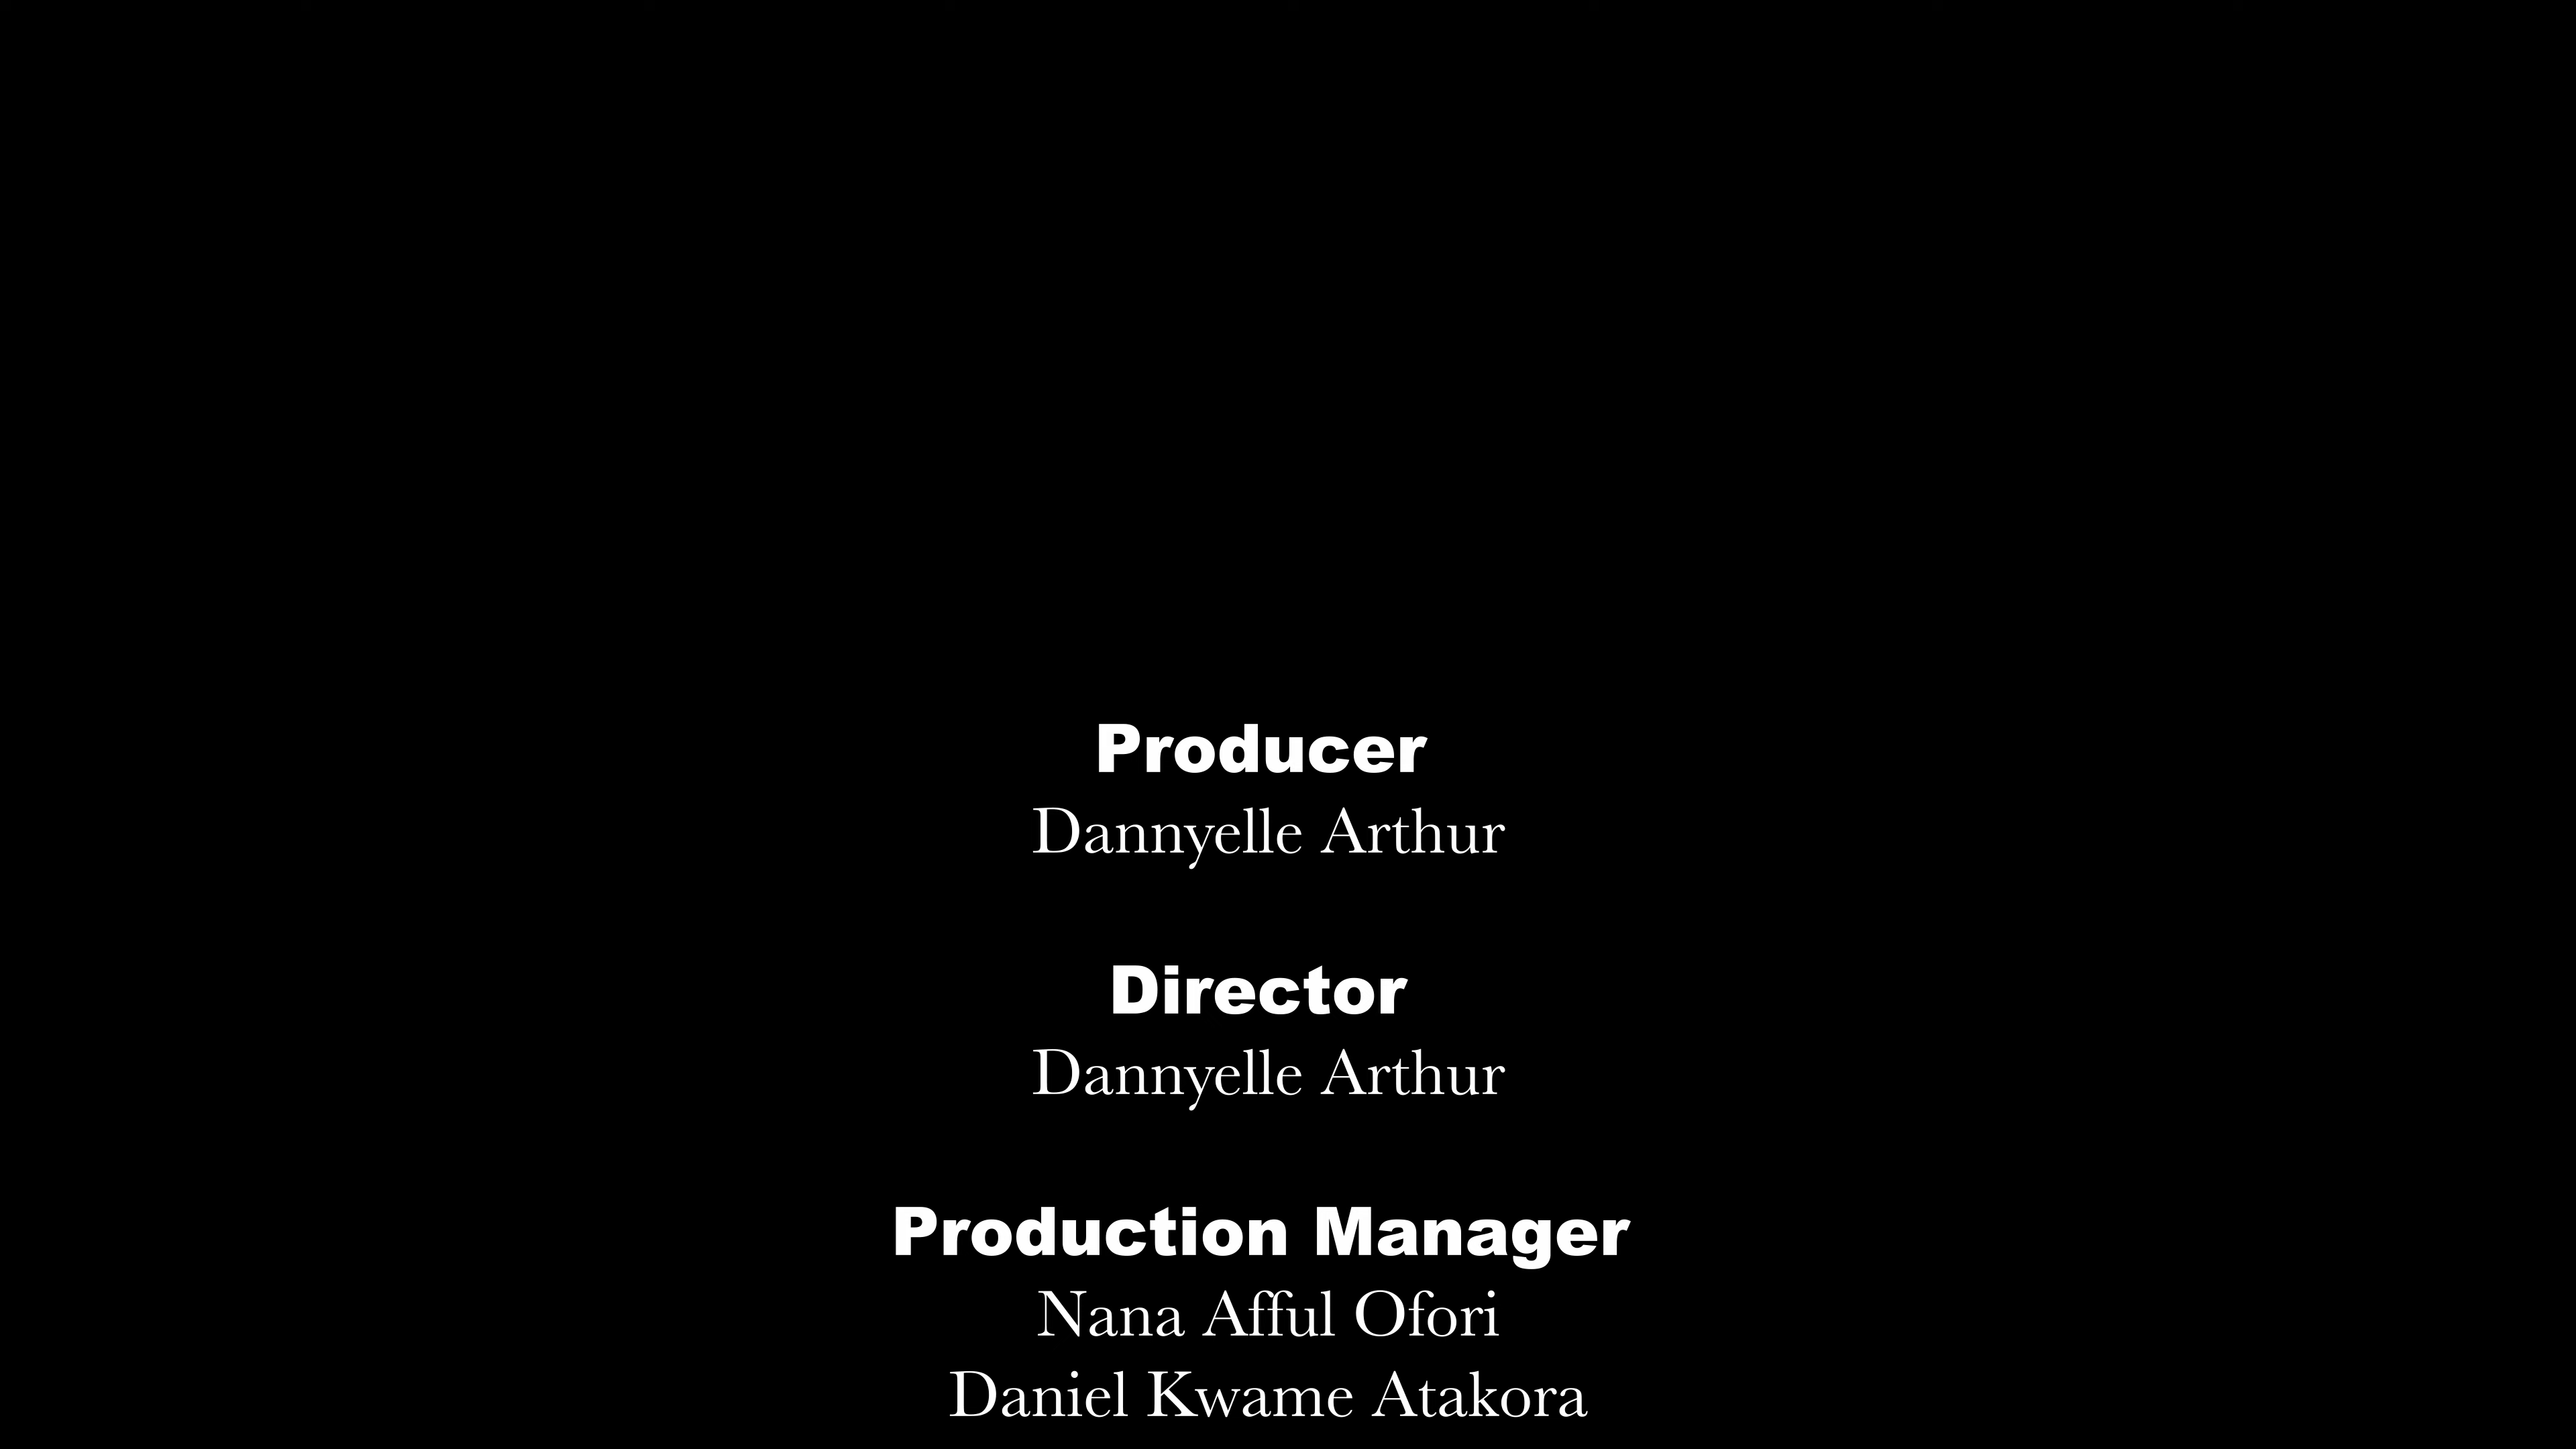 Producer
Dannyelle Arthur
Director
Dannyelle Arthur
Production Manager
Nana Afful Ofori
Daniel Kwame Atakora